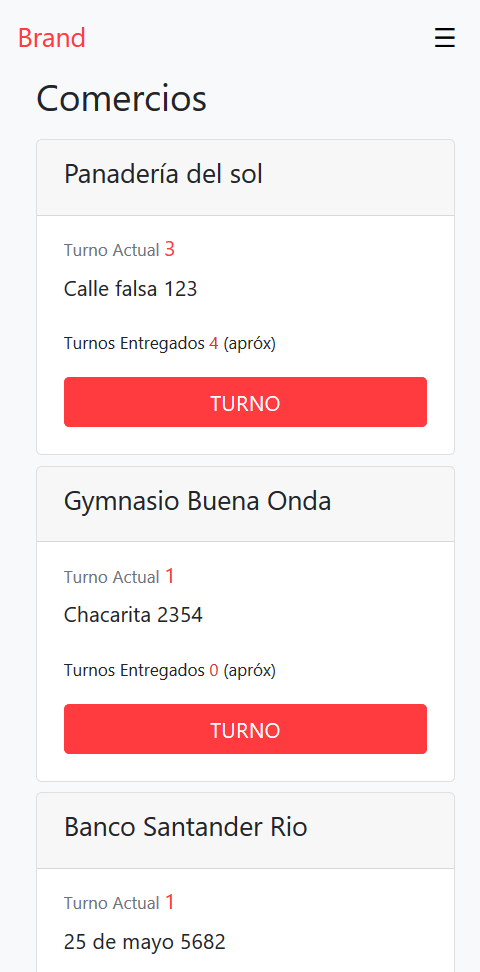 Brand
Comercios
Panadería del sol
Turno Actual 3
Calle falsa 123
Turnos Entregados 4 (apróx)
TURNO
Gymnasio Buena Onda
Turno Actual 1
Chacarita 2354
Turnos Entregados 0 (apróx)
TURNO
Banco Santander Rio
Turno Actual 1
25 de mayo 5682